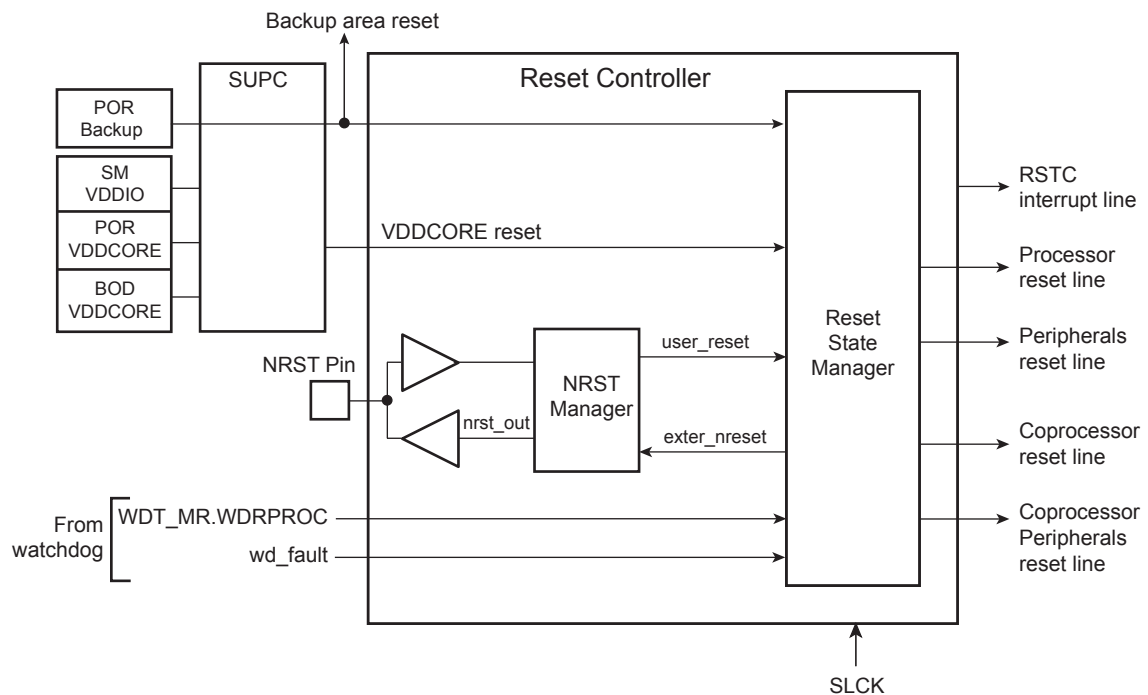 Backup area reset
SUPC
Reset Controller
POR
Backup
SM
VDDIO
POR
VDDCORE
BOD
VDDCORE
VDDCORE reset
NRST Pin
nrst_out
NRST
Manager
user_reset
exter_nreset
Reset
State
Manager
From
watchdog
WDT_MR.WDRPROC
wd_fault
RSTC
interrupt line
Processor
reset line
Peripherals
reset line
Coprocessor
reset line
Coprocessor
Peripherals
reset line
SLCK